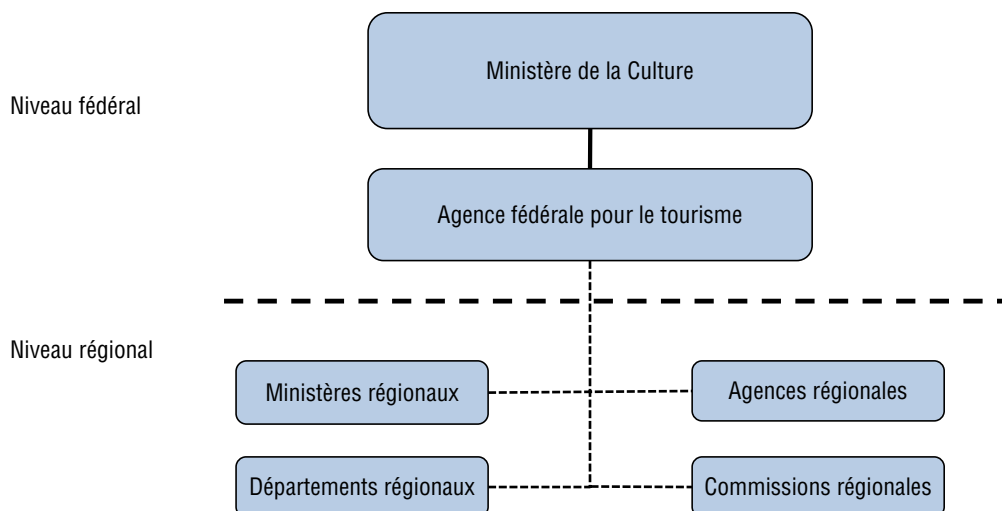 Ministère de la Culture
Niveau fédéral
Agence fédérale pour le tourisme
Niveau régional
Ministères régionaux
Agences régionales
Départements régionaux
Commissions régionales